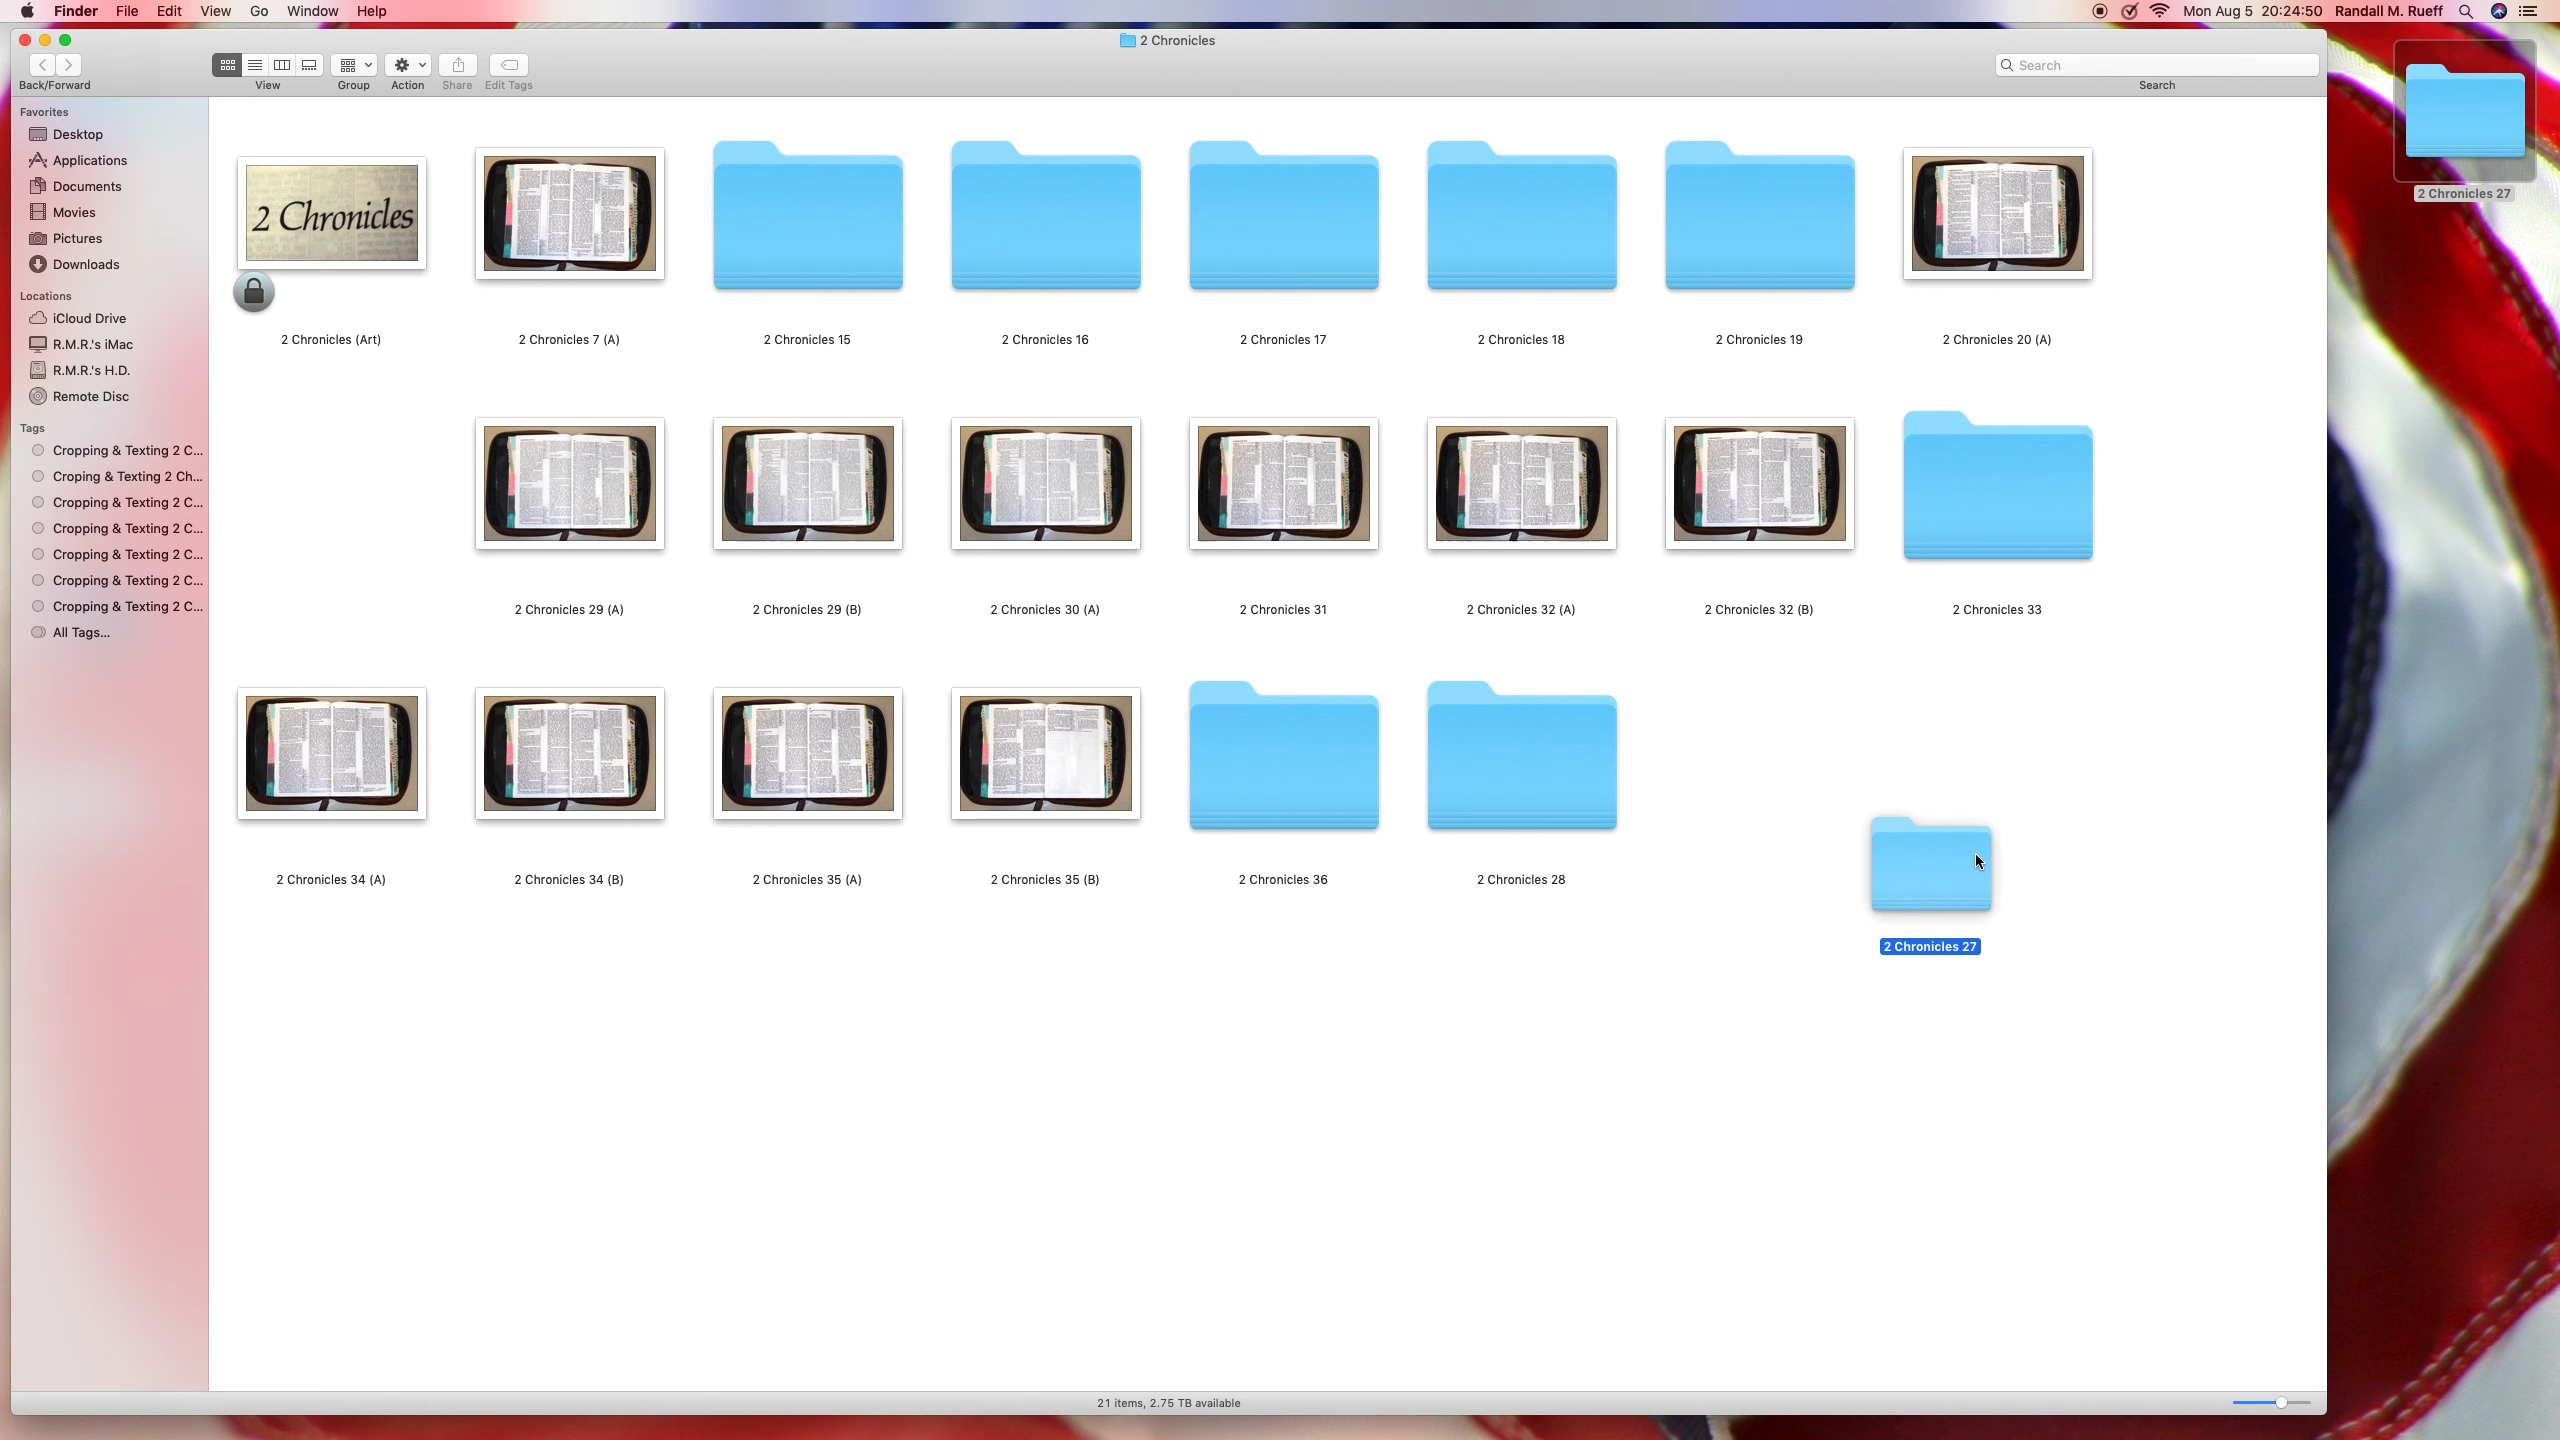 Finder File Edit View Go Window Help
Mon Aug 5 20:24:50 Randall M. Rueff
2 Chronicles
Back/Forward
View
Group
Action
Share
Edit Tags
Search
Search
Favorites
Desktop
Applications
Documents
Movies
Pictures
Downloads
Locations
iCloud Drive
R.M.R.'s iMac
R.M.R.'s H.D.
Remote Disc
Tags
Cropping & Texting 2 C...
Croping & Texting 2 Ch...
Cropping & Texting 2 C...
Cropping & Texting 2 C...
Cropping & Texting 2 C...
Cropping & Texting 2 C...
Cropping & Texting 2 C...
All Tags...
2 Chronicles
2 Chronicles (Art)
2 Chronicles 7 (A)
2 Chronicles 15
2 Chronicles 16
2 Chronicles 17
2 Chronicles 18
2 Chronicles 19
2 Chronicles 20 (A)
2 Chronicles 29 (A)
2 Chronicles 29 (B)
2 Chronicles 30 (A)
2 Chronicles 31
2 Chronicles 32 (A)
2 Chronicles 32 (B)
2 Chronicles 33
2 Chronicles 34 (A)
2 Chronicles 34 (B)
2 Chronicles 35 (A)
2 Chronicles 35 (B)
2 Chronicles 36
2 Chronicles 28
2 Chronicles 27
2 Chronicles 27
21 items, 2.75 TB available